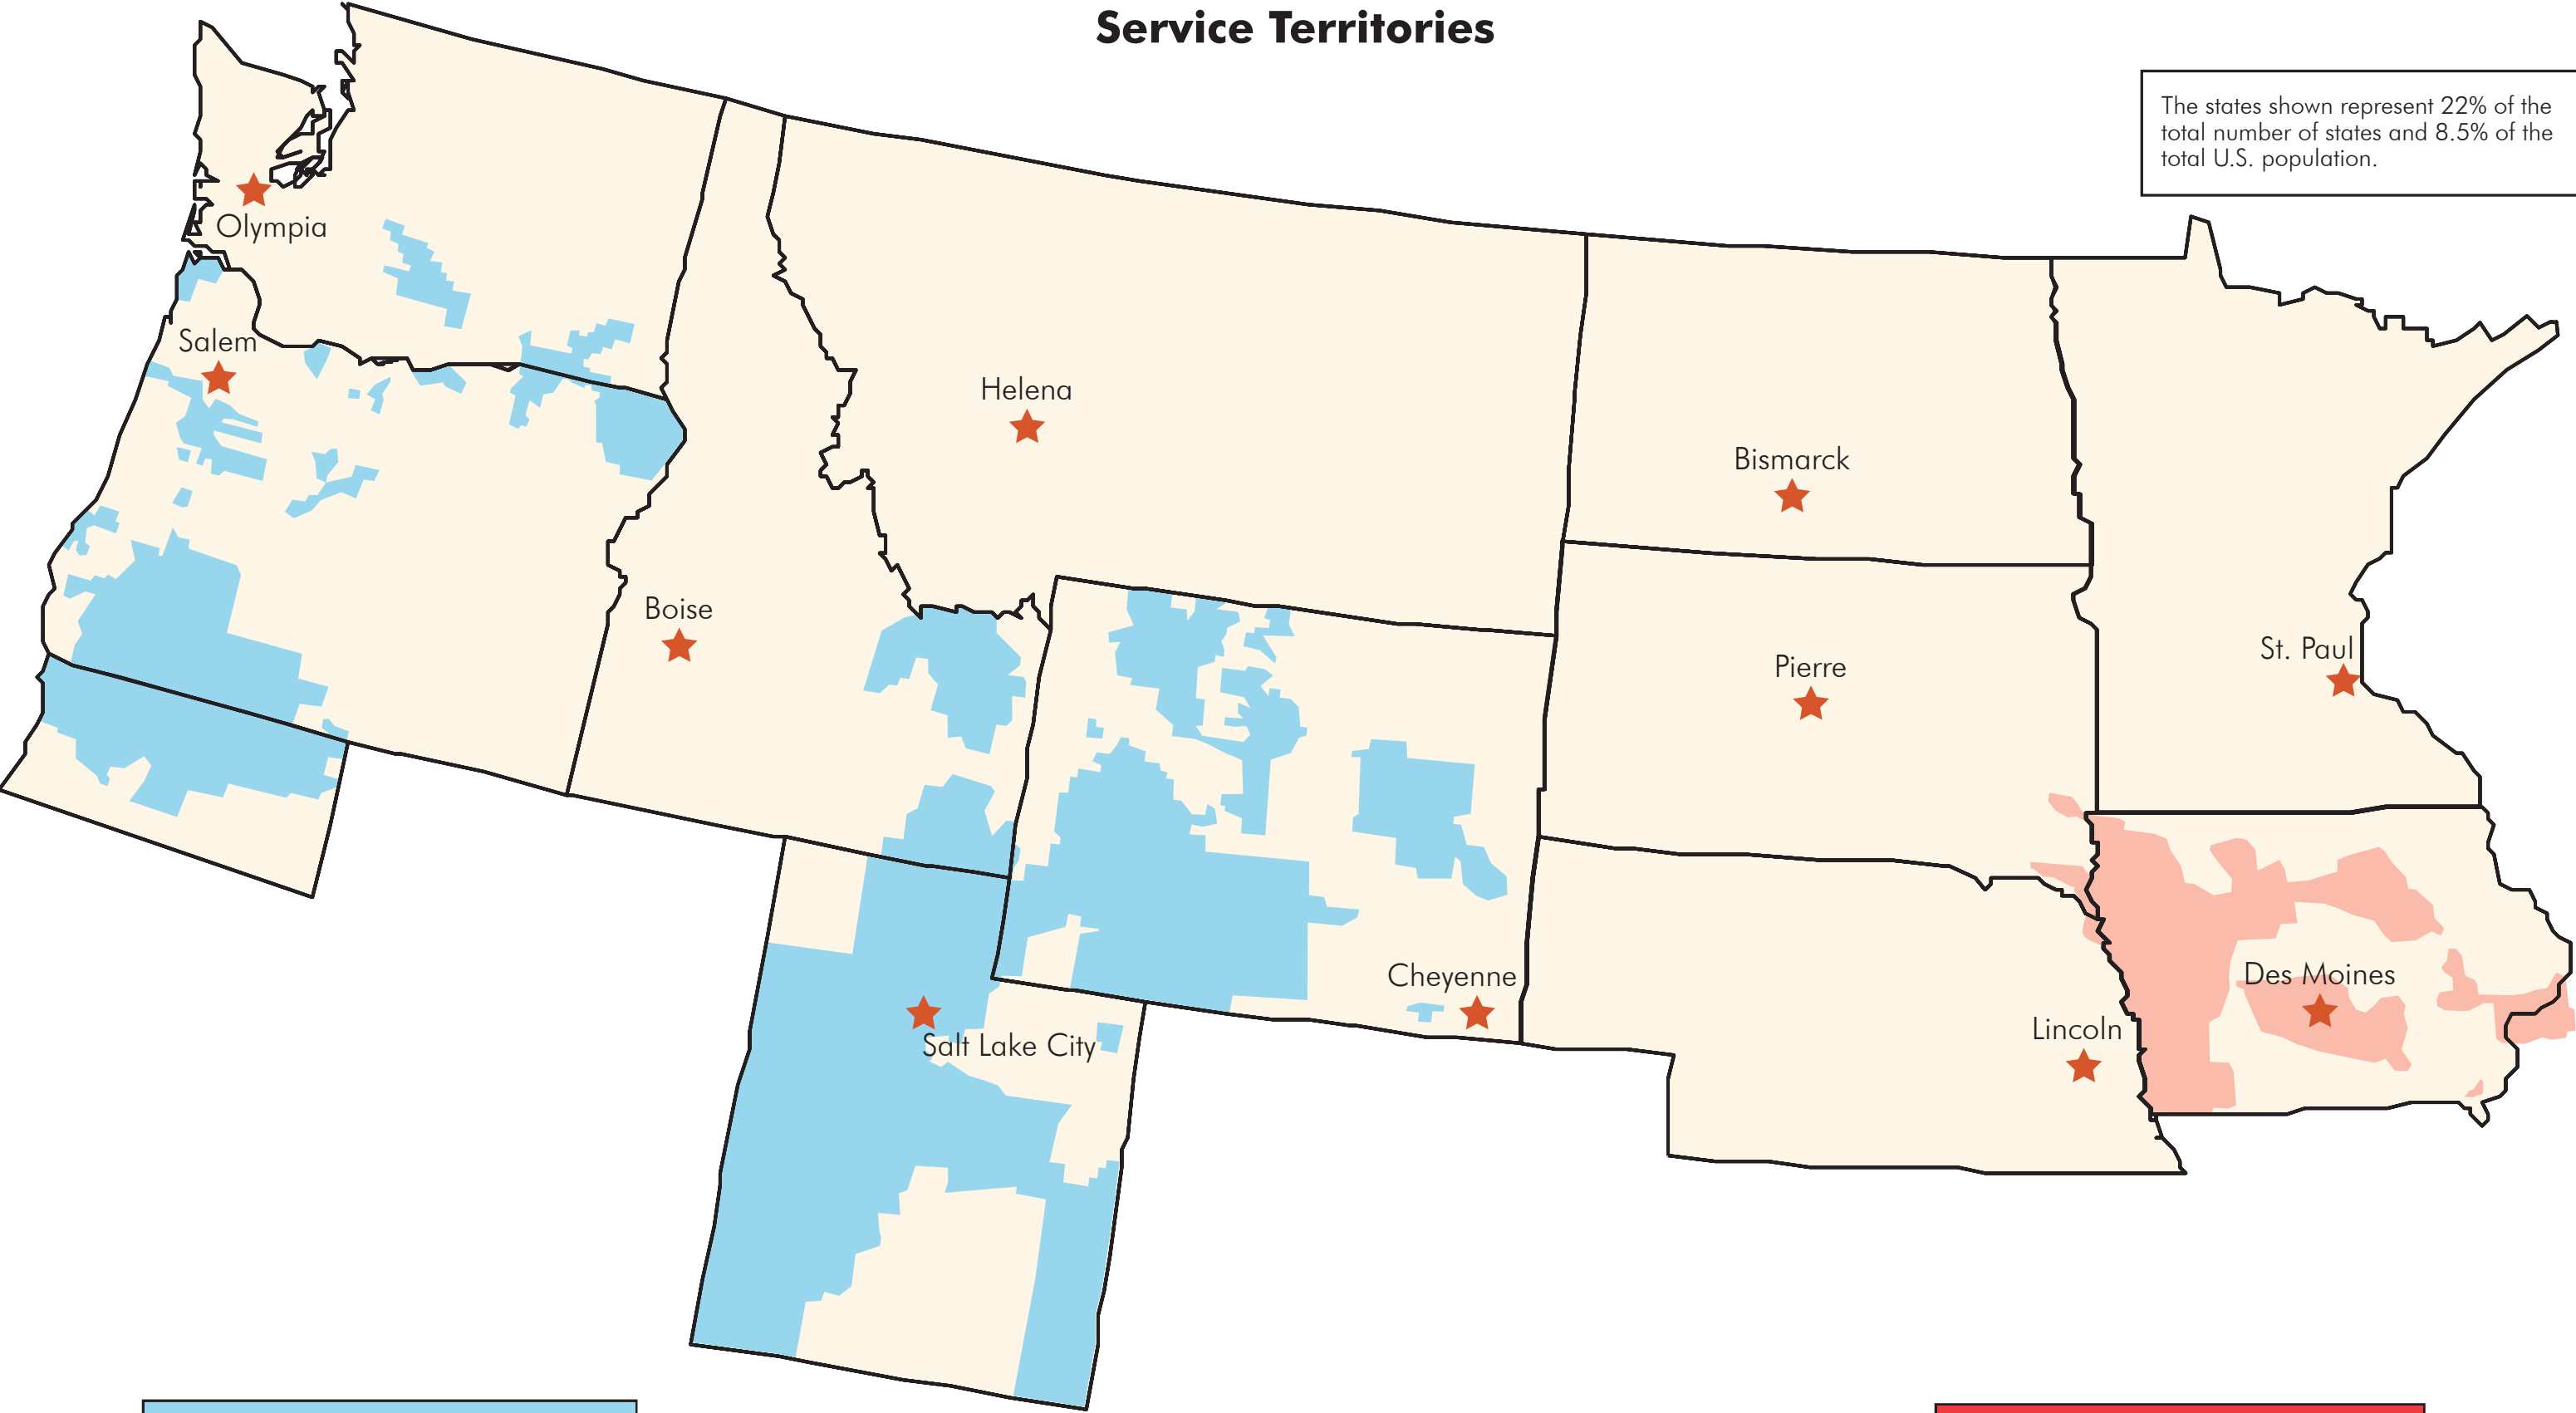 Service Territories
The states shown represent 22% of the
total number of states and 8.5% of the
total U.S. population.
Olympia
Salem
Helena
Bismarck
Boise
St. Paul
Pierre
Cheyenne
Des Moines
Lincoln
Salt Lake City